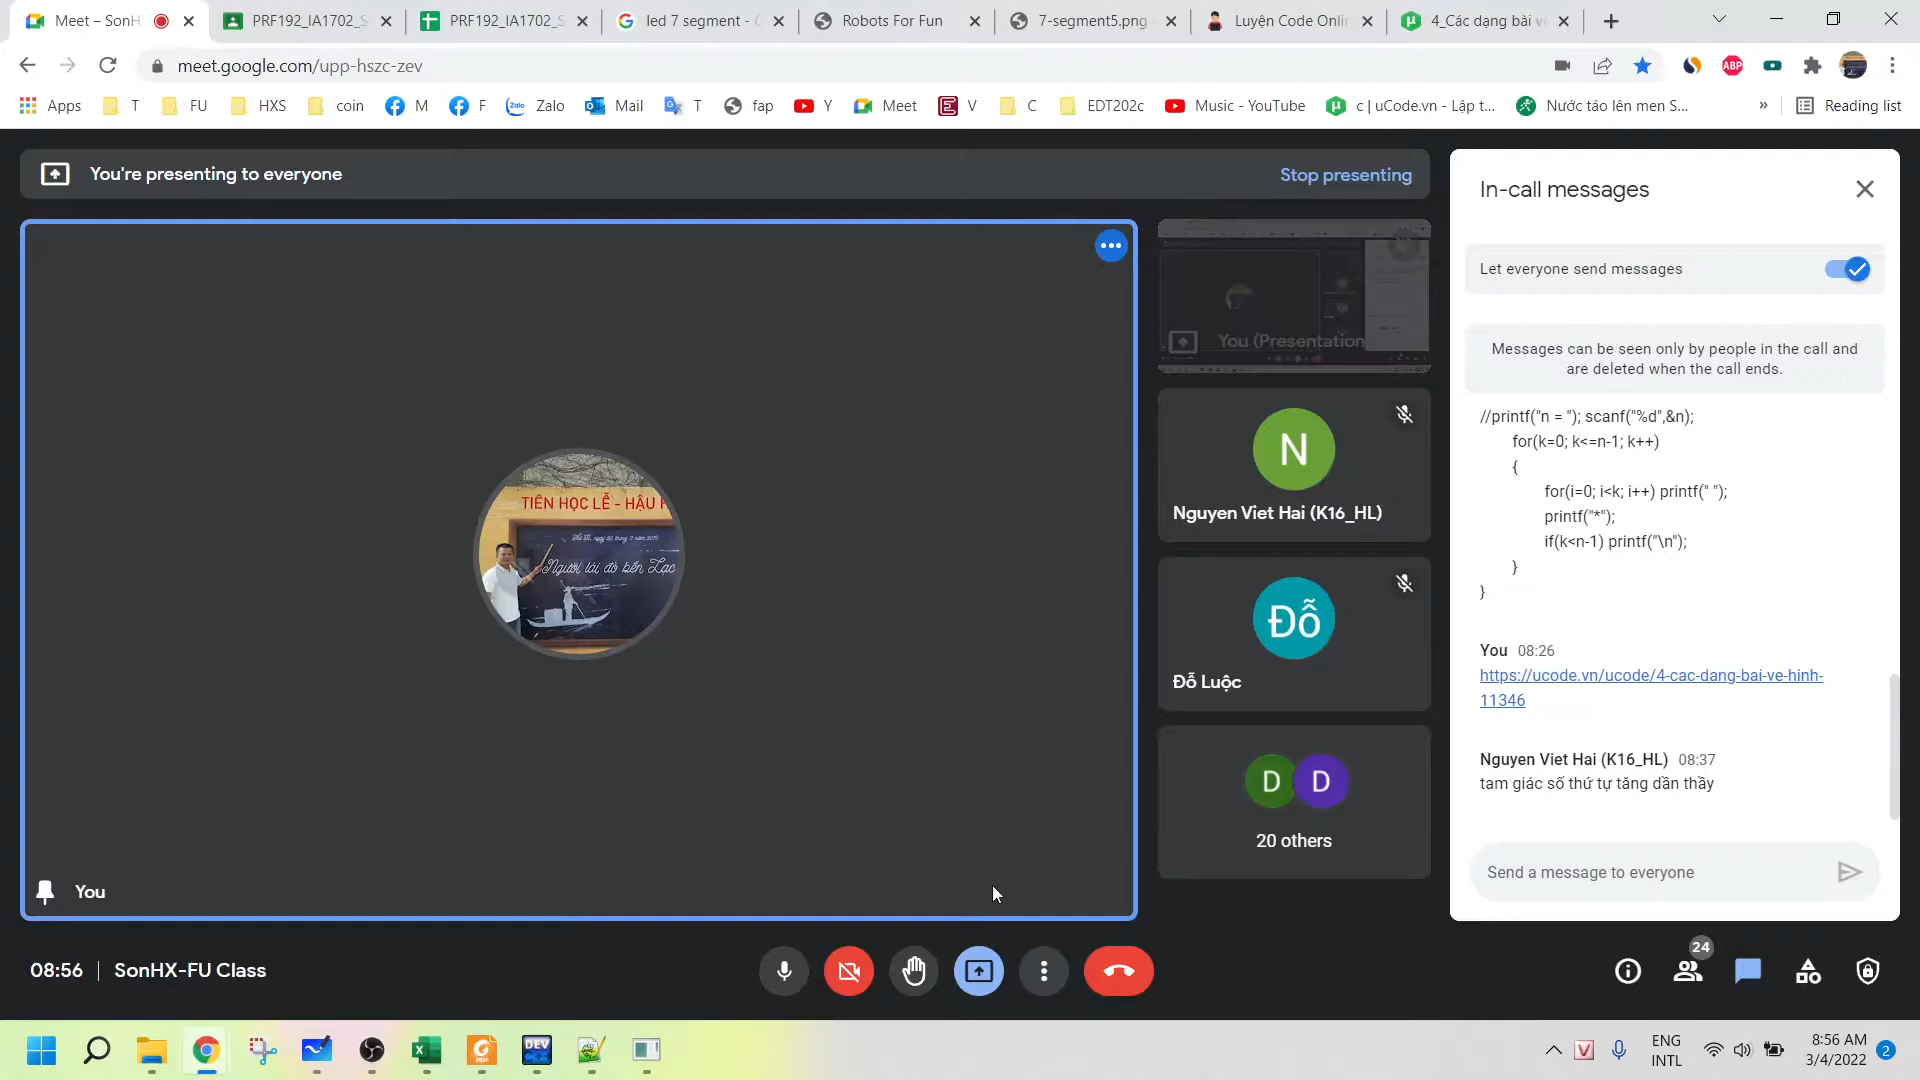 Meet – SonH
PRF192_IA1702_S
PRF192_IA1702_S
led 7 segment -
Robots For Fun
7-segment5.png
Luyện Code Onli
4_Các dạng bài v
meet.google.com/upp-hszc-zev
ABP
Apps
T
FU
HXS
coin
M
F
Zalo
Mail
T
fap
Y
Meet
V
C
EDT202c
Music - YouTube
c | uCode.vn - Lập t...
Nước táo lên men S...
»
Reading list
You're presenting to everyone
Stop presenting
TIÊN HỌC LỄ - HẬU
Người lái đò bến Lạc
You
You (Presentation
N
Nguyen Viet Hai (K16_HL)
Đỗ
Đỗ Luộc
D
D
20 others
In-call messages
Let everyone send messages
Messages can be seen only by people in the call and
are deleted when the call ends.
//printf("n = "); scanf("%d",&n);
for(k=0; k<=n-1; k++)
{
for(i=0; i<k; i++) printf(" ");
printf("*");
if(k<n-1) printf("\n");
}
}
You 08:26
https://ucode.vn/ucode/4-cac-dang-bai-ve-hinh-
11346
Nguyen Viet Hai (K16_HL) 08:37
tam giác số thứ tự tăng dần thầy
Send a message to everyone
08:56 | SonHX-FU Class
24
DEV
PDF
V
ENG
INTL
8:56 AM
3/4/2022
2